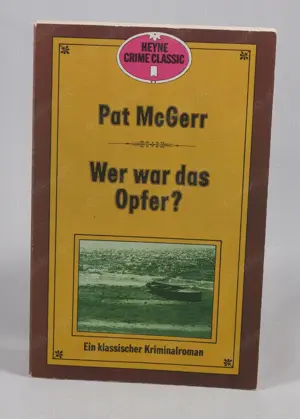 HEYNE
CRIME CLASSIC
Pat McGerr
Wer war das
Opfer?
Ein klassischer Kriminalroman